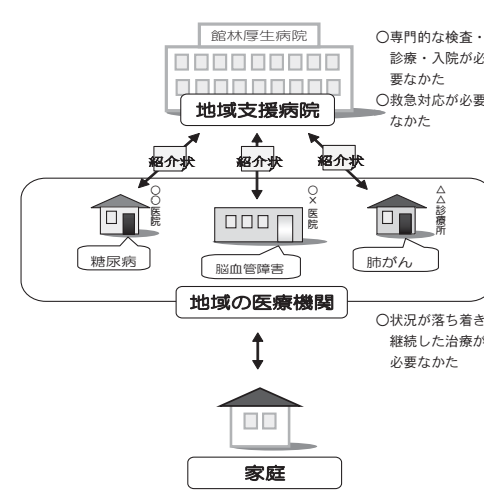 館林厚生病院
○専門的な検査・
診療・入院が必
要なかた
○救急対応が必要
なかた
地域支援病院
紹介状
紹介状
紹介状
○○医院
○×医院
△△診療所
糖尿病
脳血管障害
肺がん
地域の医療機関
○状況が落ち着き
継続した治療が
必要なかた
家庭